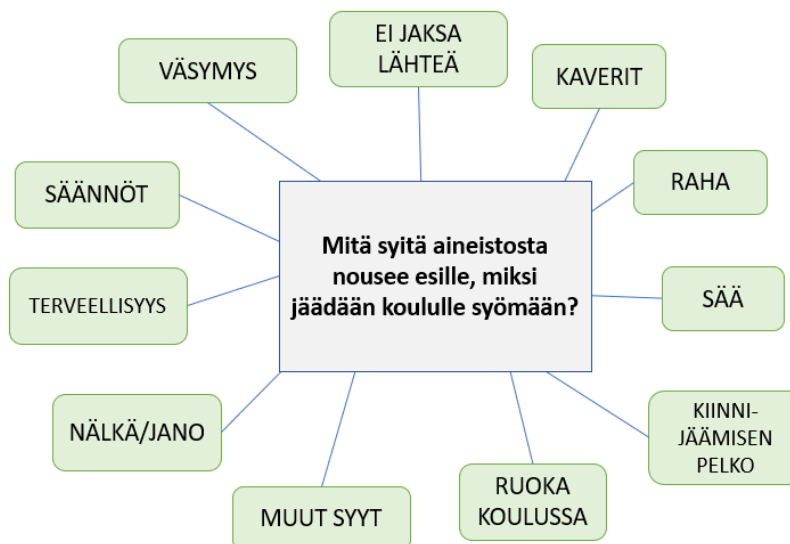 EI JAKSA
LÄHTEÄ
VÄSYMYS
KAVERIT
SÄÄNNÖT
RAHA
Mitä syitä aineistosta
nousee esille, miksi
jäädään koululle syömään?
TERVEELLISYYS
SÄÄ
NÄLKÄ/JANO
KIINNI-
JÄÄMISEN
PELKO
MUUT SYYT
RUOKA
KOULUSSA